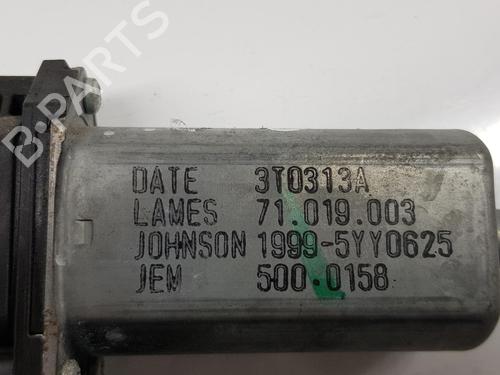 B-PARTS
DATE 3T0313A
LAMES 71.019.003
JOHNSON 1999-5YY0625
JEM 500.0158